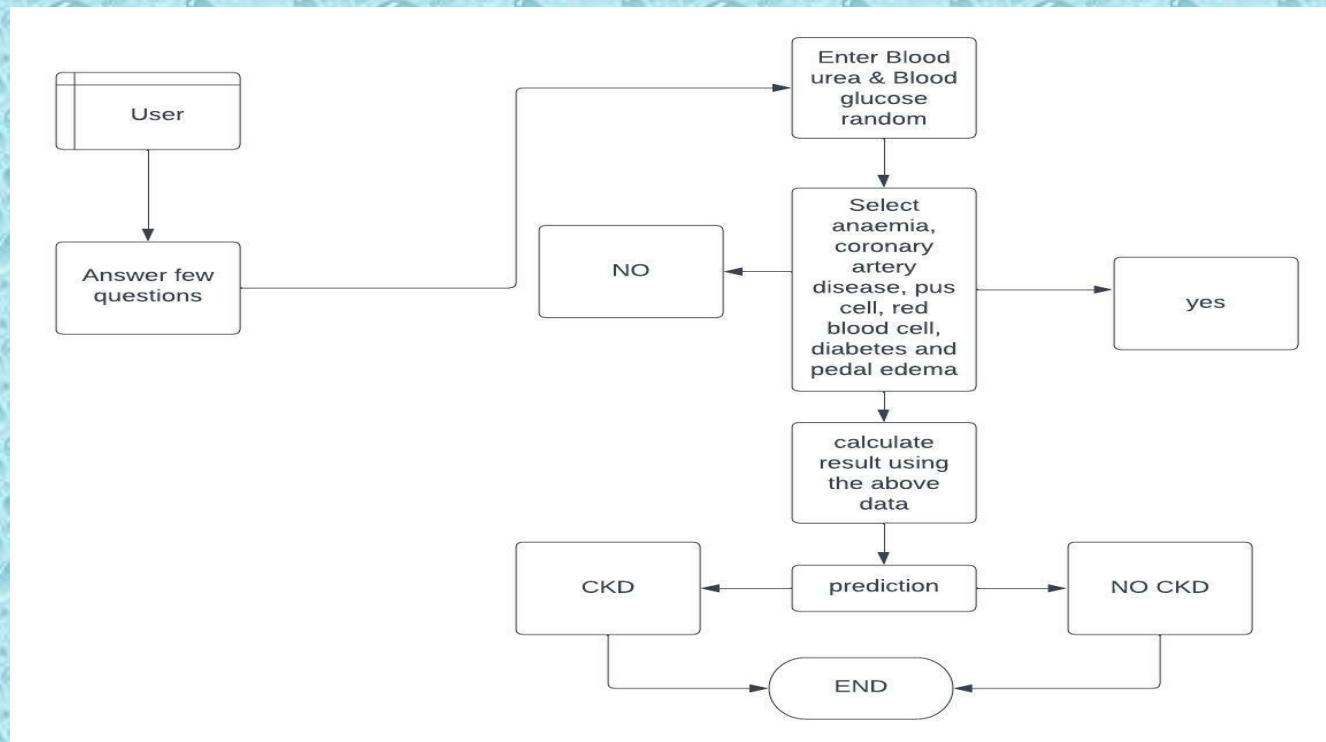 User
Answer few
questions
Enter Blood
urea & Blood
glucose
random
Select
anaemia,
coronary
artery
disease, pus
cell, red
blood cell,
diabetes and
pedal edema
NO
yes
calculate
result using
the above
data
prediction
CKD
NO CKD
END